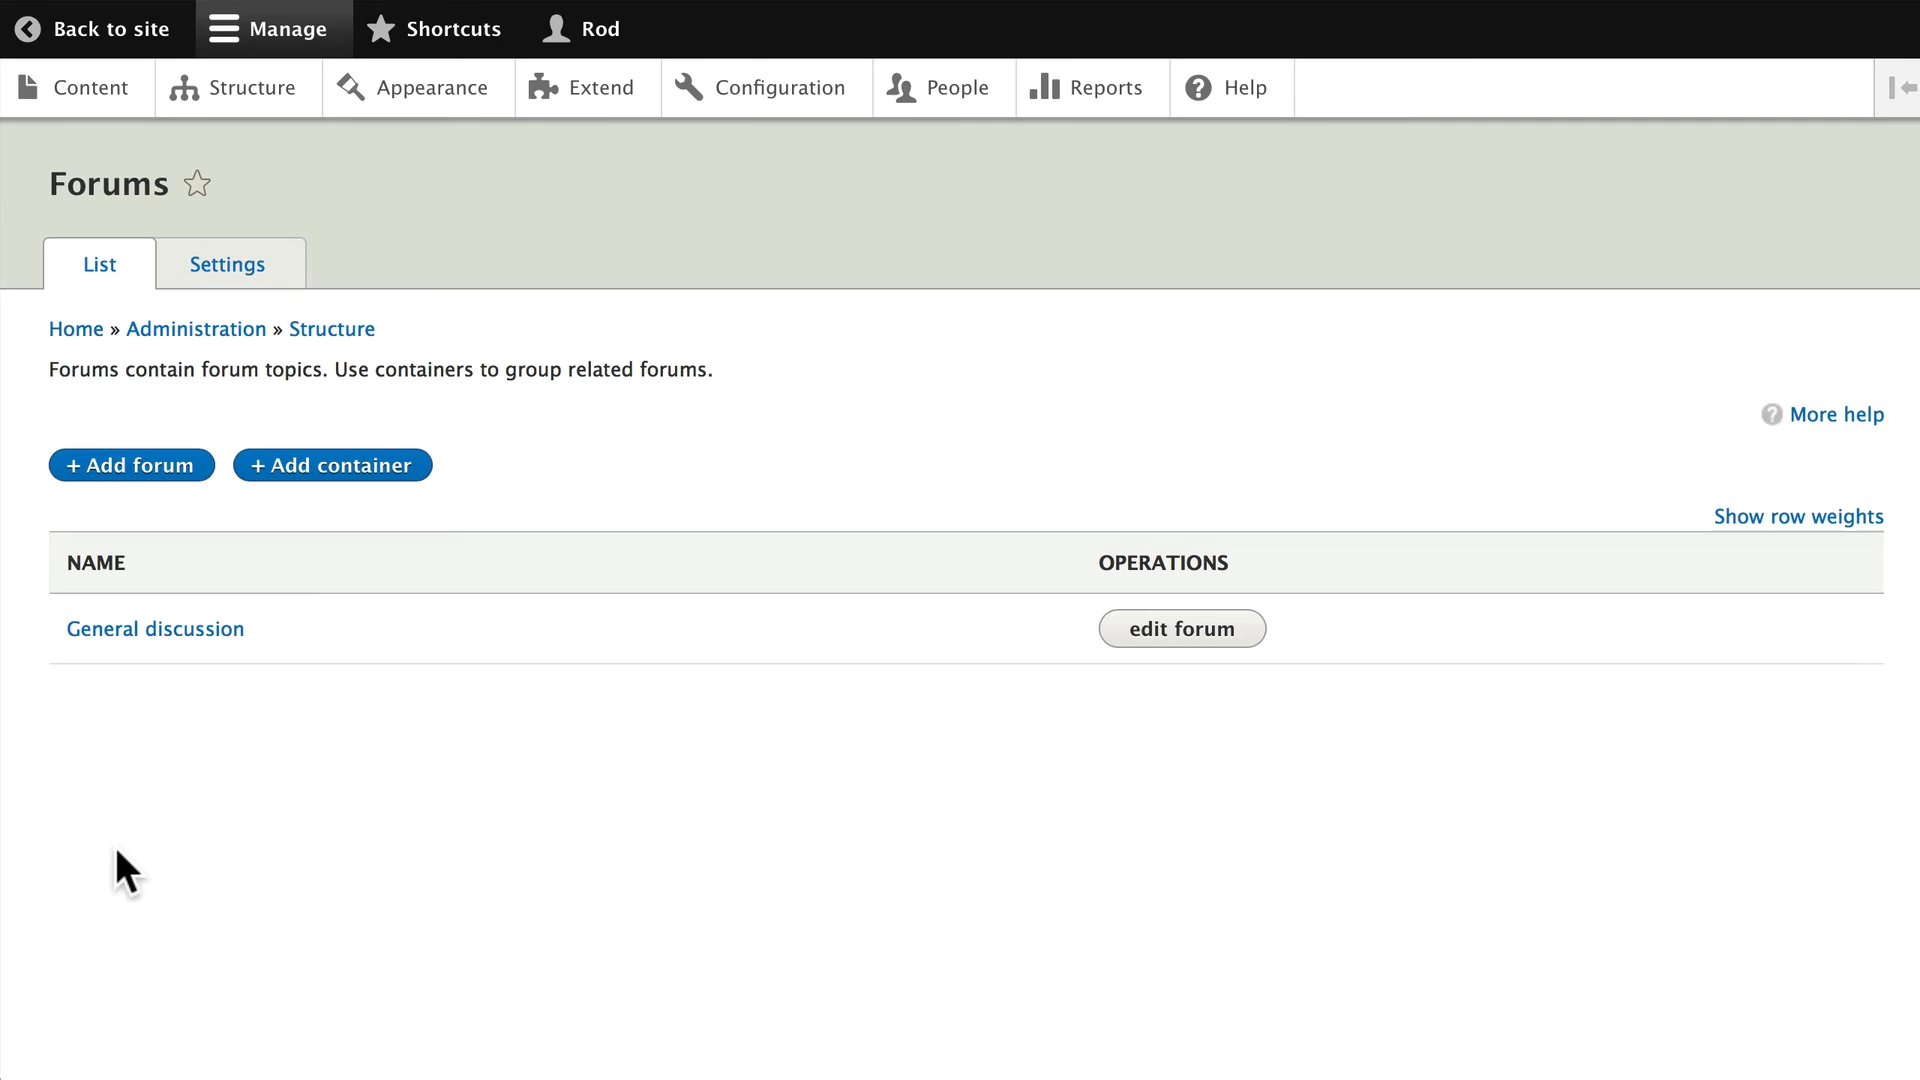 Back to site Manage Shortcuts Rod
Content Structure Appearance Extend Configuration People Reports Help
Forums
List Settings
Home » Administration » Structure
Forums contain forum topics. Use containers to group related forums.
More help
+ Add forum + Add container
Show row weights
NAME OPERATIONS
General discussion edit forum